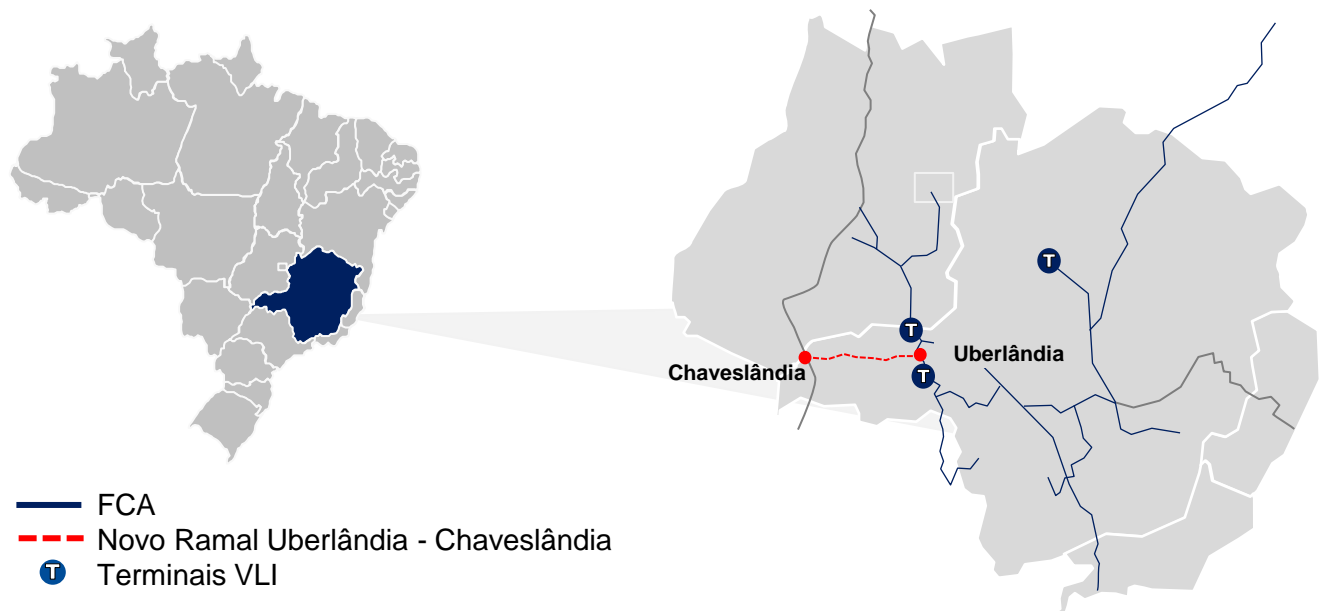 T
T
Uberlândia
Chaveslândia
T
FCA
Novo Ramal Uberlândia - Chaveslândia
T Terminais VLI